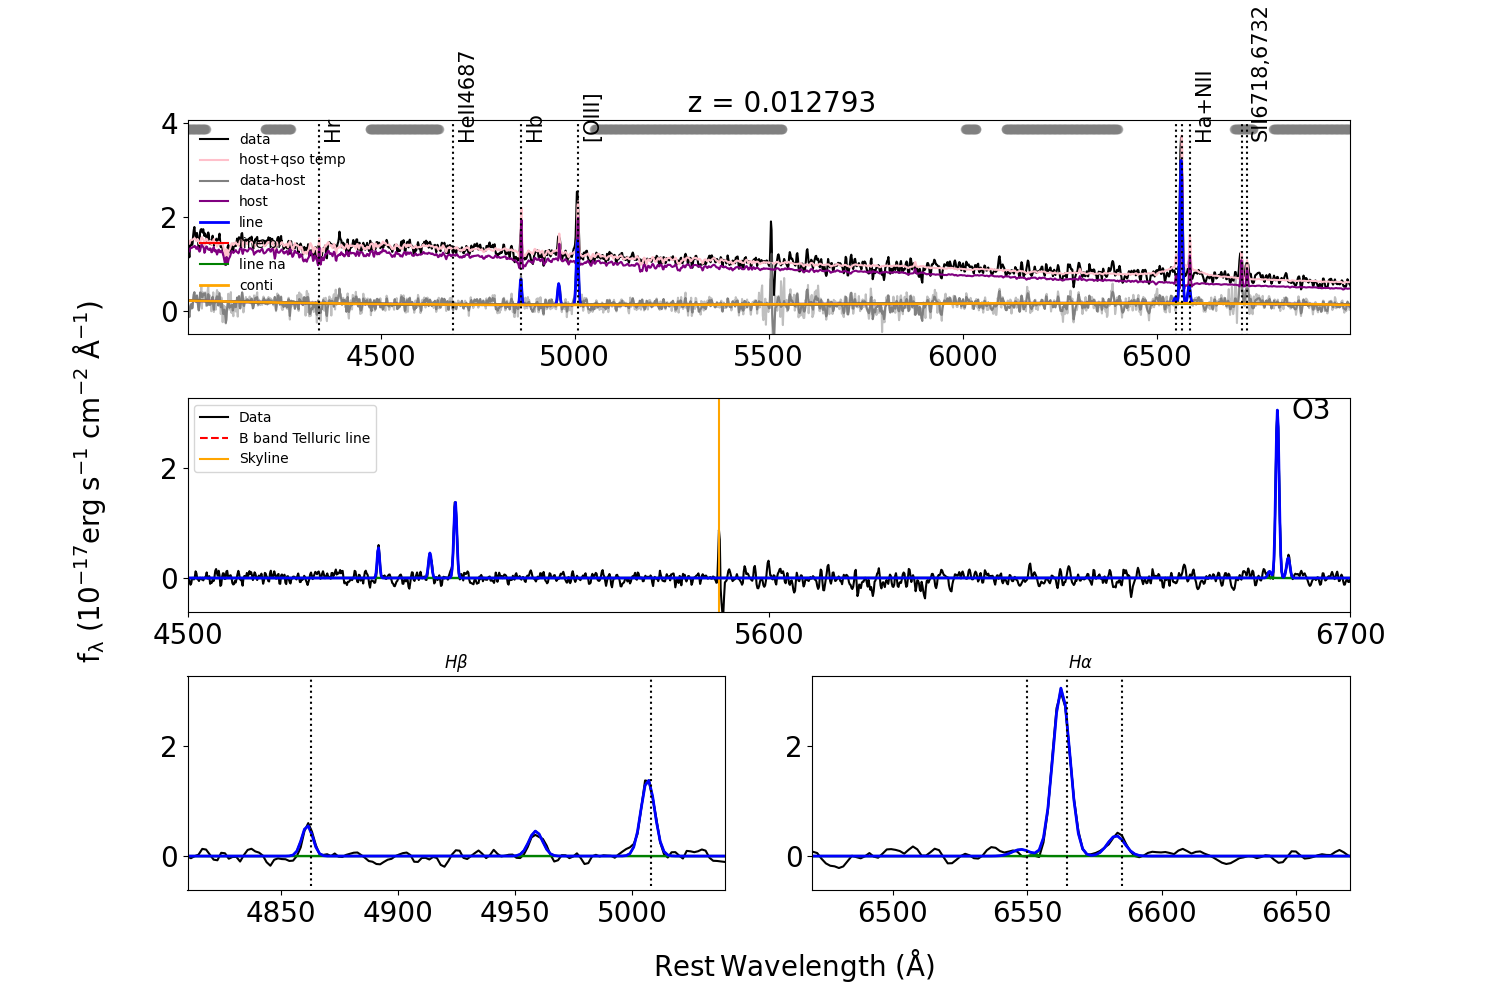 z = 0.012793
Hr
HeII4687
Hb
[OIII]
Ha+NII
SII6718,6732
data
host+qso temp
data-host
host
line
line br
line na
conti
4
2
0
4500
5000
5500
6000
6500
Data
B band Telluric line
Skyline
O3
2
0
4500
5600
6700
fλ (10⁻¹⁷erg s⁻¹ cm⁻² Å⁻¹)
Hβ
2
0
4850
4900
4950
5000
Hα
2
0
6500
6550
6600
6650
Rest Wavelength (Å)